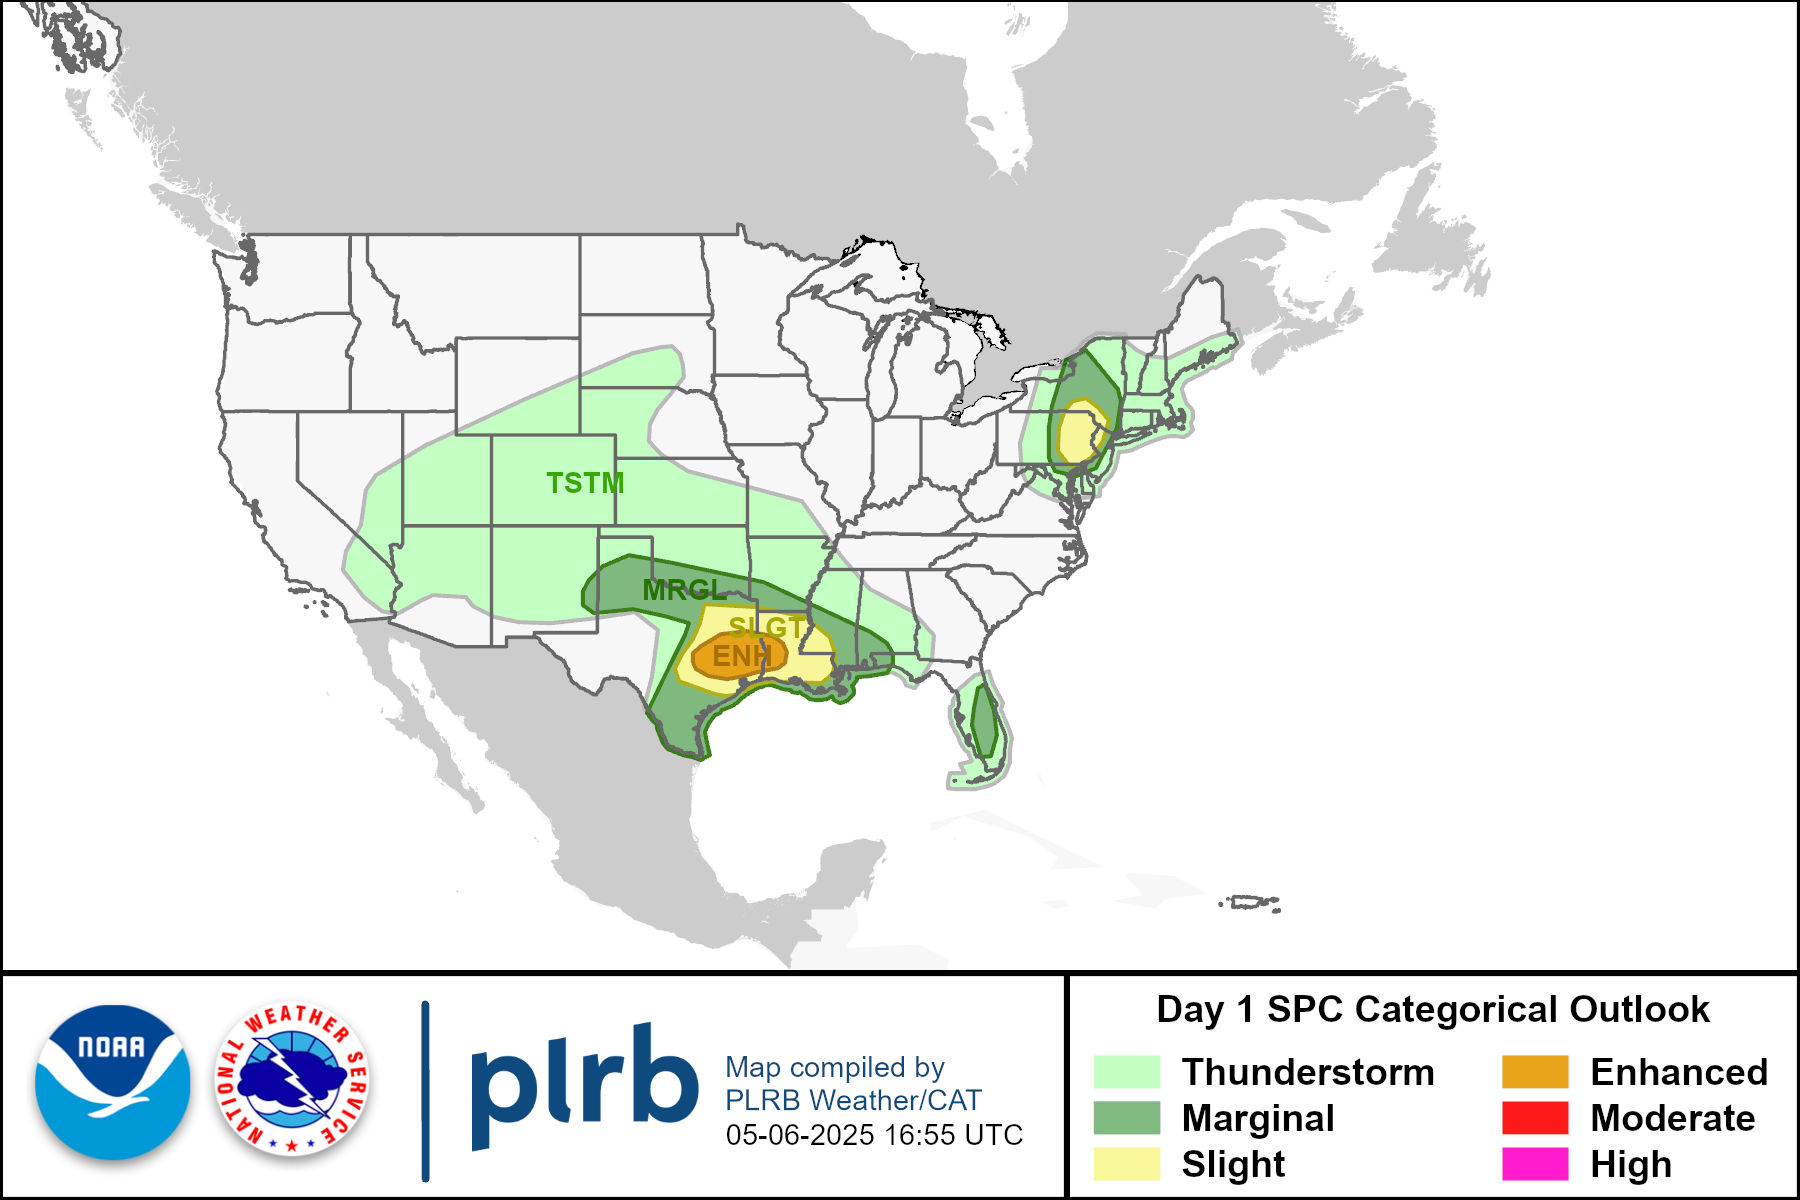 TSTM
MRGL
SLGT
ENH
NOAA
NATIONAL WEATHER SERVICE
plrb
Map compiled by
PLRB Weather/CAT
05-06-2025 16:55 UTC
Day 1 SPC Categorical Outlook
Thunderstorm
Marginal
Slight
Enhanced
Moderate
High